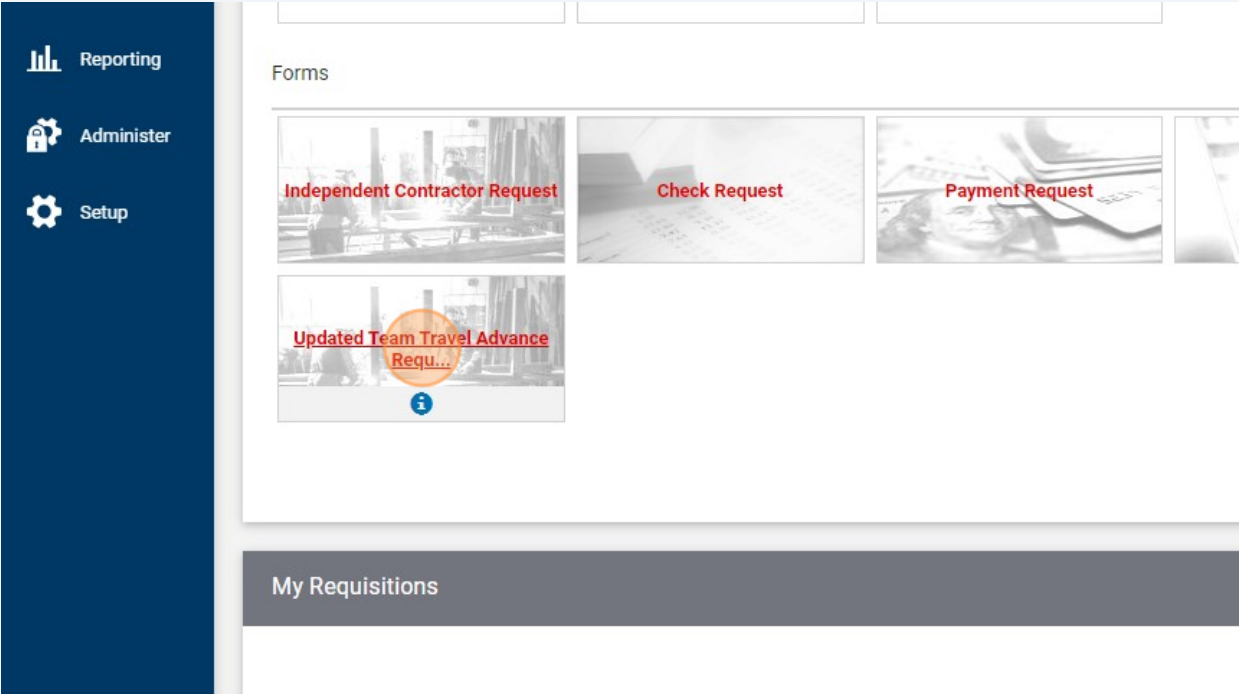 Reporting
Administer
Setup
Forms
Independent Contractor Request
Check Request
Payment Request
Updated Team Travel Advance
Requ...
My Requisitions